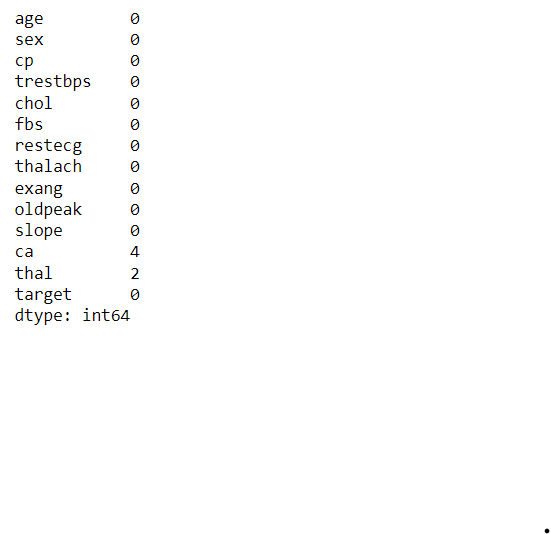 age 0
sex 0
cp 0
trestbps 0
chol 0
fbs 0
restecg 0
thalach 0
exang 0
oldpeak 0
slope 0
ca 4
thal 2
target 0
dtype: int64
.